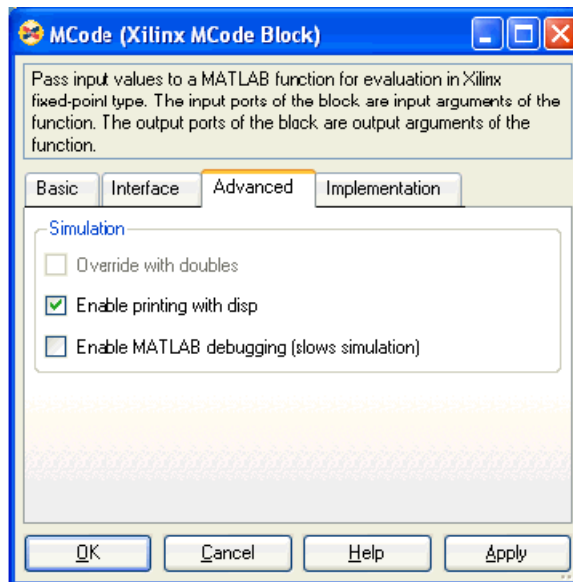 MCode (Xilinx MCode Block)
Pass input values to a MATLAB function for evaluation in Xilinx
fixed-point type. The input ports of the block are input arguments of the
function. The output ports of the block are output arguments of the
function.
Basic Interface Advanced Implementation
Simulation
Override with doubles
Enable printing with disp
Enable MATLAB debugging (slows simulation)
OK Cancel Help Apply